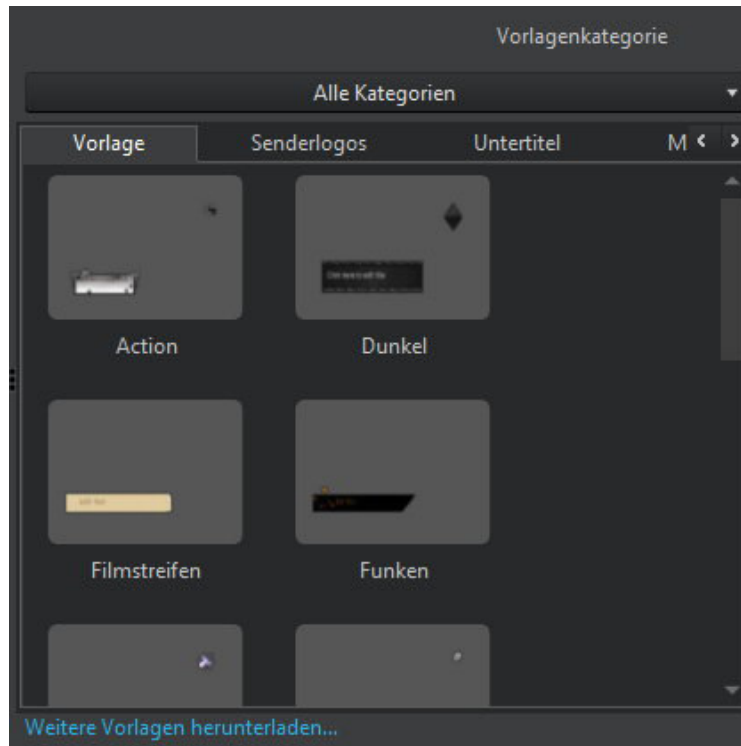 Vorlagenkategorie
Alle Kategorien
Vorlage Senderlogos Untertitel M
Action Dunkel
Filmstreifen Funken
Weitere Vorlagen herunterladen...